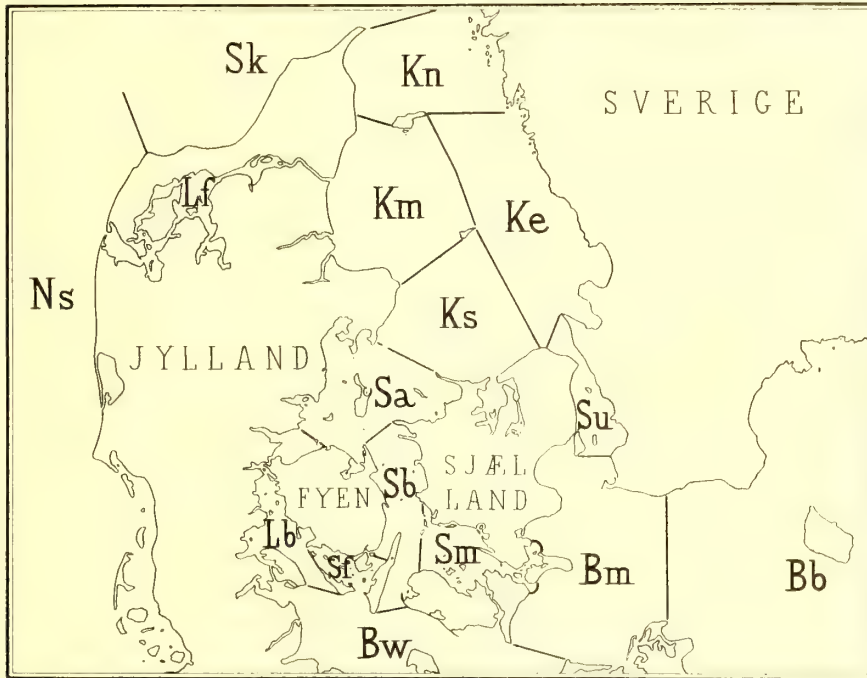 Sk
Kn
SVERIGE
Lf
Km
Ke
Ns
Ks
JYLLAND
Sa
Su
SJÆL
LAND
FYEN
Sb
Lb
Sf
Sm
Bm
Bb
Bw